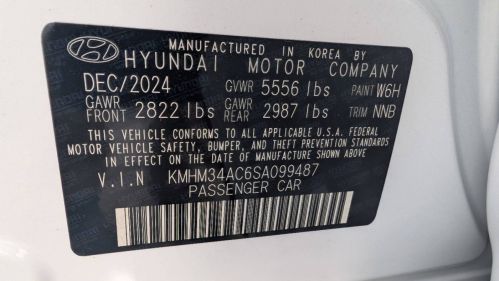 MANUFACTURED IN KOREA BY
HYUNDAI MOTOR COMPANY
DEC/2024 GVWR 5556 lbs PAINT W6H
GAWR FRONT 2822 lbs GAWR REAR 2987 lbs TRIM NNB
THIS VEHICLE CONFORMS TO ALL APPLICABLE U.S.A. FEDERAL
MOTOR VEHICLE SAFETY, BUMPER, AND THEFT PREVENTION STANDARDS
IN EFFECT ON THE DATE OF MANUFACTURE SHOWN ABOVE.
V.I.N KMHM34AC6SA099487
PASSENGER CAR